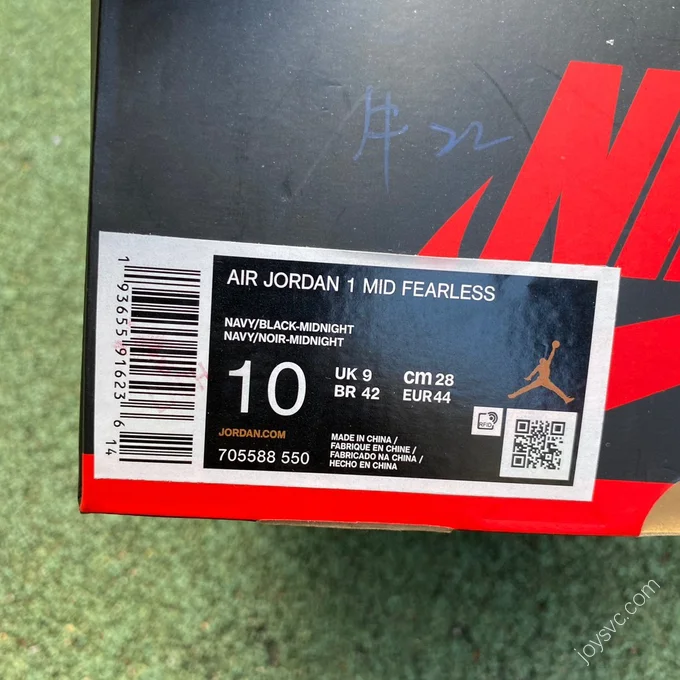 22
NIK
AIR JORDAN 1 MID FEARLESS
NAVY/BLACK-MIDNIGHT
NAVY/NOIR-MIDNIGHT
10
UK 9 cm 28
BR 42 EUR 44
RFID
JORDAN.COM
705588 550
MADE IN CHINA /
FABRIQUE EN CHINE /
FABRICADO NA CHINA /
HECHO EN CHINA
1 93655 91623 6 14
joysvc.com